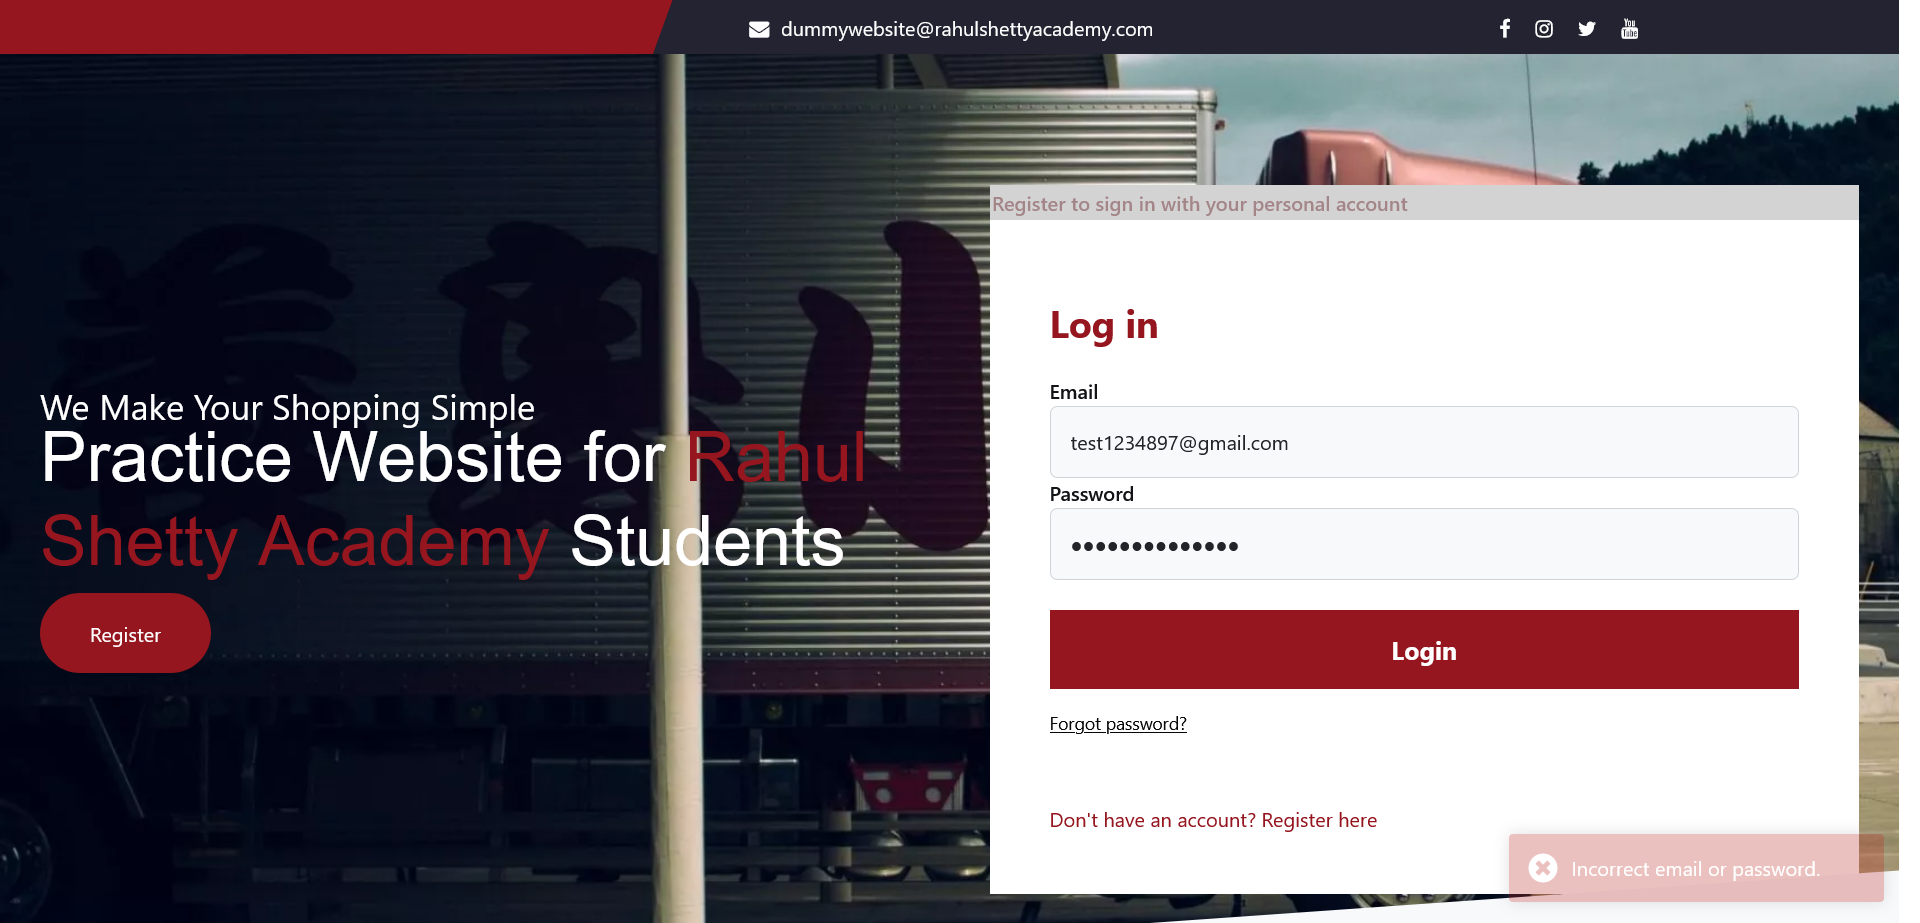 dummywebsite@rahulshettyacademy.com
Register to sign in with your personal account
We Make Your Shopping Simple
Practice Website for Rahul
Shetty Academy Students
Register
Log in
Email
test1234897@gmail.com
Password
Login
Forgot password?
Don't have an account? Register here
Incorrect email or password.